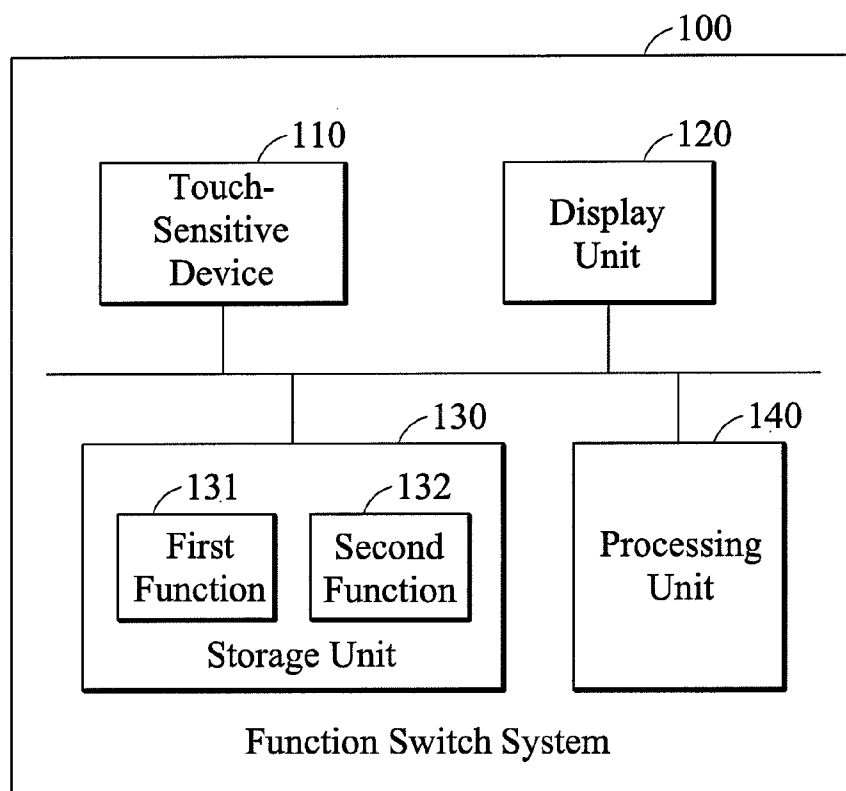 100
110
Touch-
Sensitive
Device
120
Display
Unit
130
131
First
Function
132
Second
Function
Storage Unit
140
Processing
Unit
Function Switch System